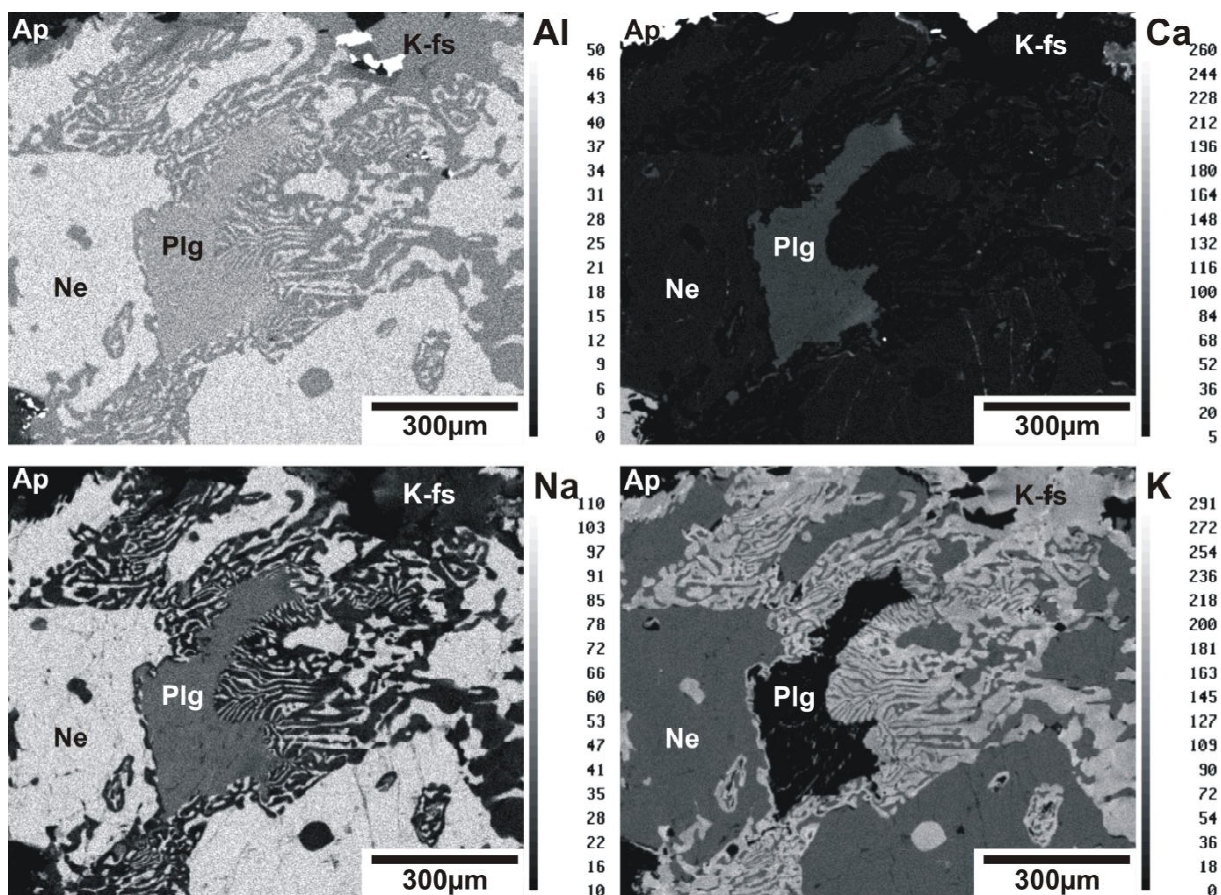 Ap
K-fs
Al
Plg
Ne
300µm
50
46
43
40
37
34
31
28
25
21
18
15
12
9
6
3
0
Ap
K-fs
Ca
Plg
Ne
300µm
260
244
228
212
196
180
164
148
132
116
100
84
68
52
36
20
5
Ap
K-fs
Na
Plg
Ne
300µm
110
103
97
91
85
78
72
66
60
53
47
41
35
28
22
16
10
Ap
K-fs
K
Plg
Ne
300µm
291
272
254
236
218
200
181
163
145
127
109
90
72
54
36
18
0